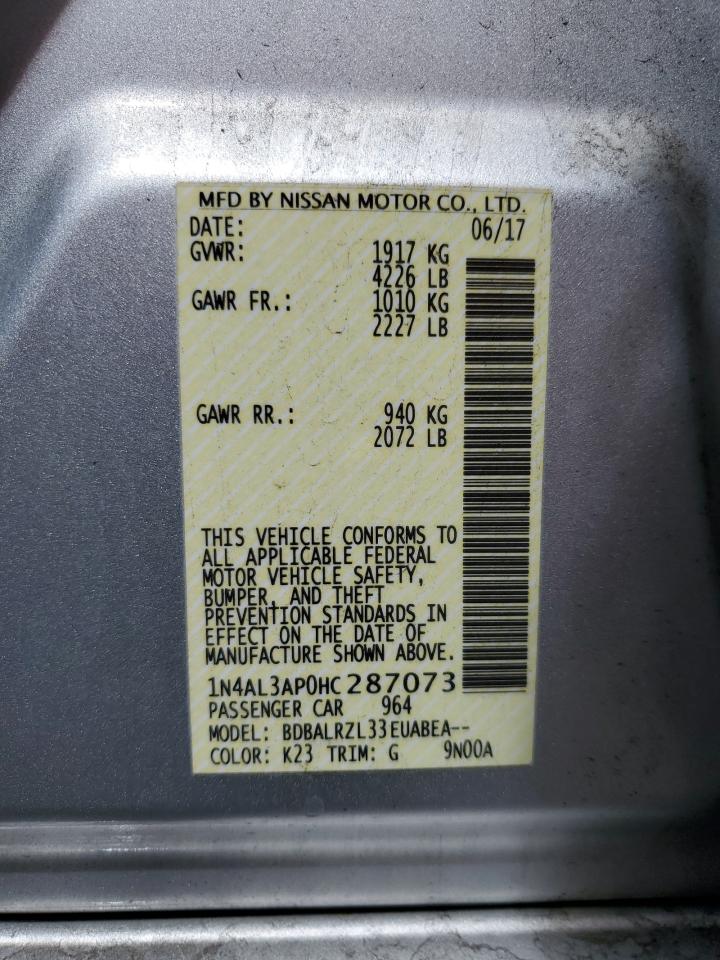 MFD BY NISSAN MOTOR CO., LTD.
DATE: 06/17
GVWR: 1917 KG
4226 LB
GAWR FR.: 1010 KG
2227 LB
GAWR RR.: 940 KG
2072 LB
THIS VEHICLE CONFORMS TO
ALL APPLICABLE FEDERAL
MOTOR VEHICLE SAFETY,
BUMPER, AND THEFT
PREVENTION STANDARDS IN
EFFECT ON THE DATE OF
MANUFACTURE SHOWN ABOVE.
1N4AL3AP0HC287073
PASSENGER CAR 964
MODEL: BDBALRZL33EUABEA--
COLOR: K23 TRIM: G 9N00A